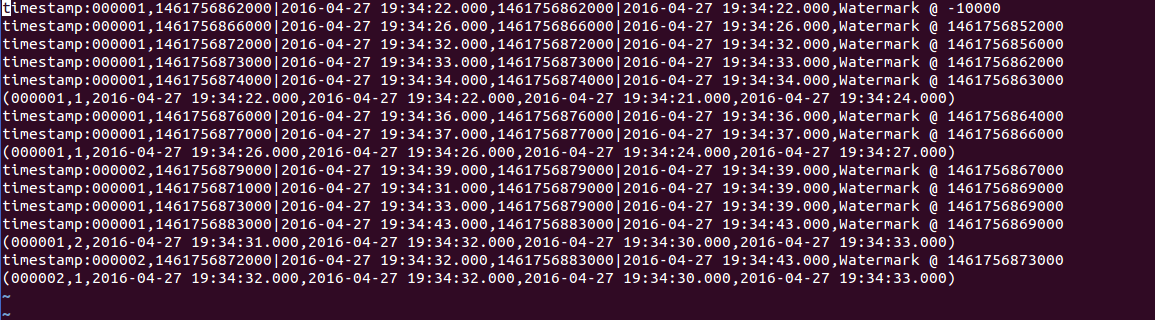 timestamp:000001,1461756862000|2016-04-27 19:34:22.000,1461756862000|2016-04-27 19:34:22.000,Watermark @ -10000
timestamp:000001,1461756866000|2016-04-27 19:34:26.000,1461756866000|2016-04-27 19:34:26.000,Watermark @ 1461756852000
timestamp:000001,1461756872000|2016-04-27 19:34:32.000,1461756872000|2016-04-27 19:34:32.000,Watermark @ 1461756856000
timestamp:000001,1461756873000|2016-04-27 19:34:33.000,1461756873000|2016-04-27 19:34:33.000,Watermark @ 1461756862000
timestamp:000001,1461756874000|2016-04-27 19:34:34.000,1461756874000|2016-04-27 19:34:34.000,Watermark @ 1461756863000
(000001,1,2016-04-27 19:34:22.000,2016-04-27 19:34:22.000,2016-04-27 19:34:21.000,2016-04-27 19:34:24.000)
timestamp:000001,1461756876000|2016-04-27 19:34:36.000,1461756876000|2016-04-27 19:34:36.000,Watermark @ 1461756864000
timestamp:000001,1461756877000|2016-04-27 19:34:37.000,1461756877000|2016-04-27 19:34:37.000,Watermark @ 1461756866000
(000001,1,2016-04-27 19:34:26.000,2016-04-27 19:34:26.000,2016-04-27 19:34:24.000,2016-04-27 19:34:27.000)
timestamp:000002,1461756879000|2016-04-27 19:34:39.000,1461756879000|2016-04-27 19:34:39.000,Watermark @ 1461756867000
timestamp:000001,1461756871000|2016-04-27 19:34:31.000,1461756879000|2016-04-27 19:34:39.000,Watermark @ 1461756869000
timestamp:000001,1461756873000|2016-04-27 19:34:33.000,1461756879000|2016-04-27 19:34:39.000,Watermark @ 1461756869000
timestamp:000001,1461756883000|2016-04-27 19:34:43.000,1461756883000|2016-04-27 19:34:43.000,Watermark @ 1461756869000
(000001,2,2016-04-27 19:34:31.000,2016-04-27 19:34:32.000,2016-04-27 19:34:30.000,2016-04-27 19:34:33.000)
timestamp:000002,1461756872000|2016-04-27 19:34:32.000,1461756883000|2016-04-27 19:34:43.000,Watermark @ 1461756873000
(000002,1,2016-04-27 19:34:32.000,2016-04-27 19:34:32.000,2016-04-27 19:34:30.000,2016-04-27 19:34:33.000)
~
~